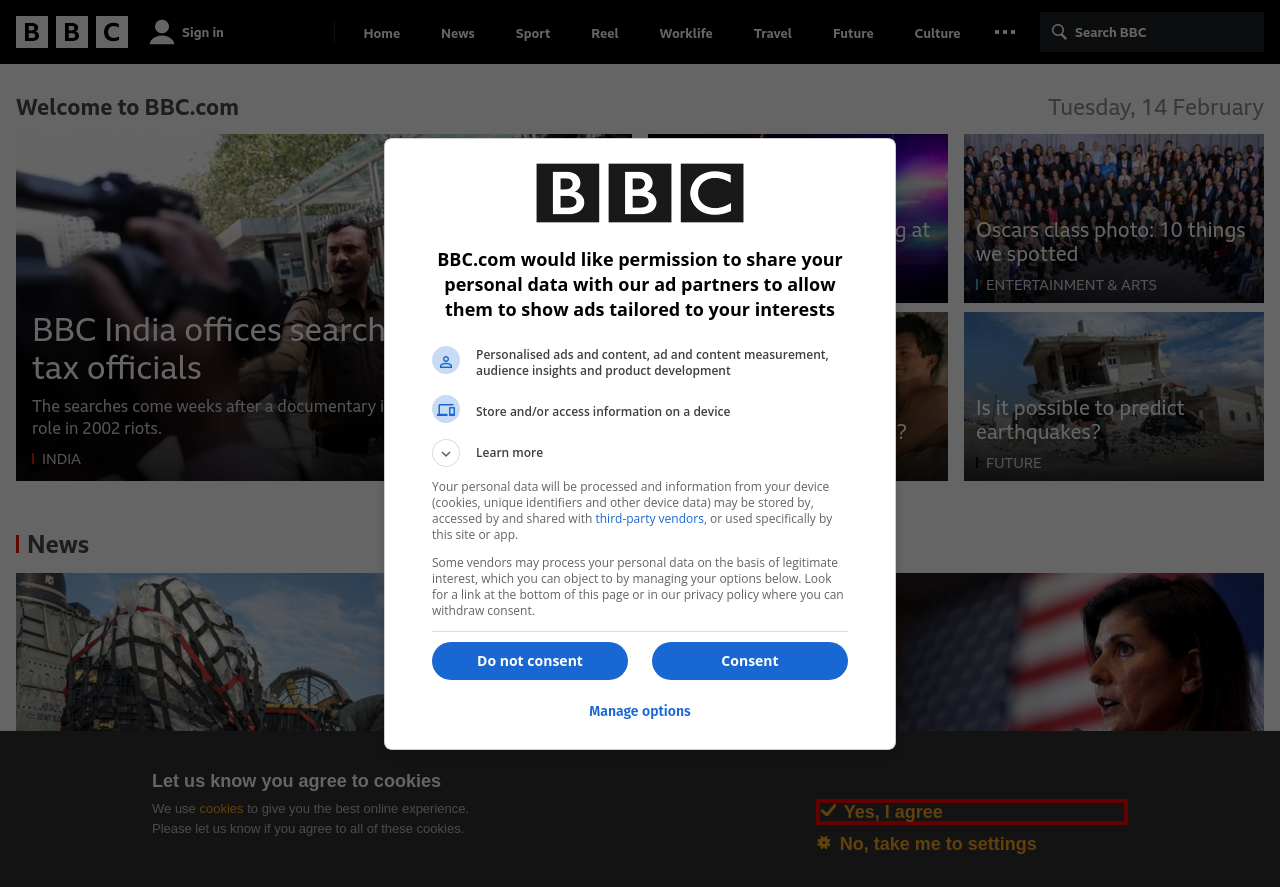 BBC
Sign in
Home
News
Sport
Reel
Worklife
Travel
Future
Culture
Search BBC
Welcome to BBC.com
Tuesday, 14 February
BBC India offices search
tax officials
The searches come weeks after a documentary i
role in 2002 riots.
INDIA
g at
?
Oscars class photo: 10 things
we spotted
ENTERTAINMENT & ARTS
Is it possible to predict
earthquakes?
FUTURE
News
BBC
BBC.com would like permission to share your
personal data with our ad partners to allow
them to show ads tailored to your interests
Personalised ads and content, ad and content measurement,
audience insights and product development
Store and/or access information on a device
Learn more
Your personal data will be processed and information from your device
(cookies, unique identifiers and other device data) may be stored by,
accessed by and shared with third-party vendors, or used specifically by
this site or app.
Some vendors may process your personal data on the basis of legitimate
interest, which you can object to by managing your options below. Look
for a link at the bottom of this page or in our privacy policy where you can
withdraw consent.
Do not consent
Consent
Manage options
Let us know you agree to cookies
We use cookies to give you the best online experience.
Please let us know if you agree to all of these cookies.
Yes, I agree
No, take me to settings